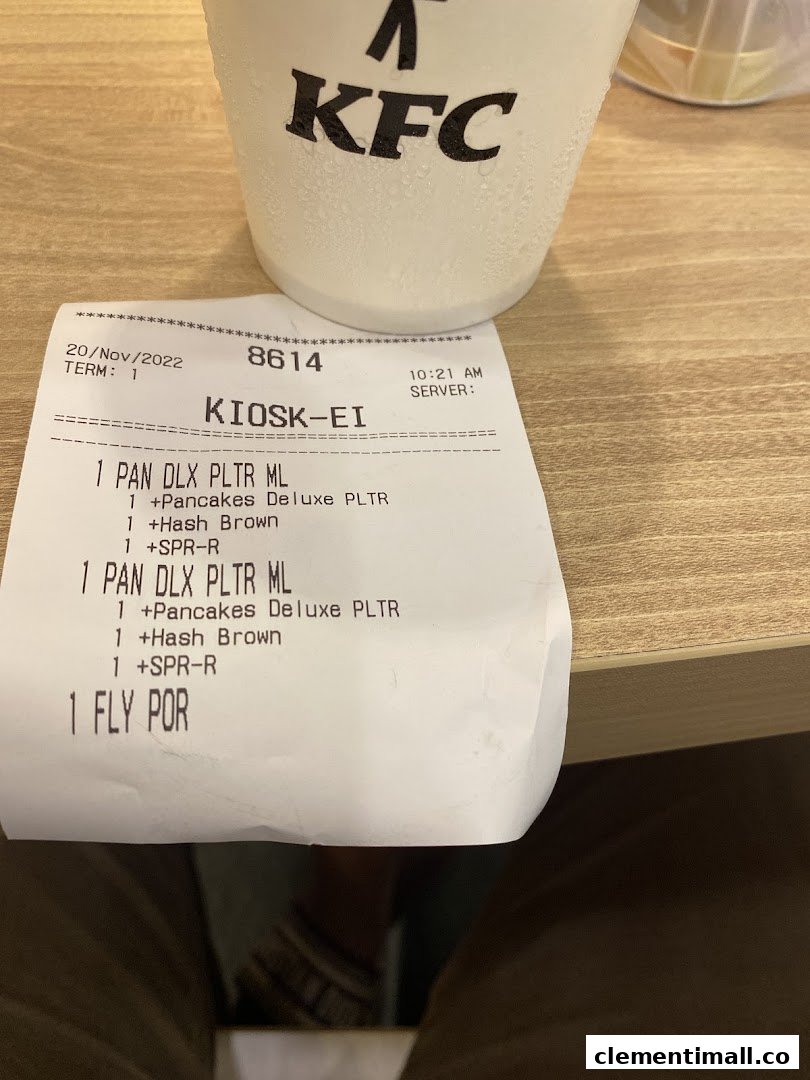 KFC
*******************************************
20/Nov/2022 8614 10:21 AM
TERM: 1 SERVER:
KIOSK-EI
1 PAN DLX PLTR ML
1 +Pancakes Deluxe PLTR
1 +Hash Brown
1 +SPR-R
1 PAN DLX PLTR ML
1 +Pancakes Deluxe PLTR
1 +Hash Brown
1 +SPR-R
1 FLY POR
clementimall.co